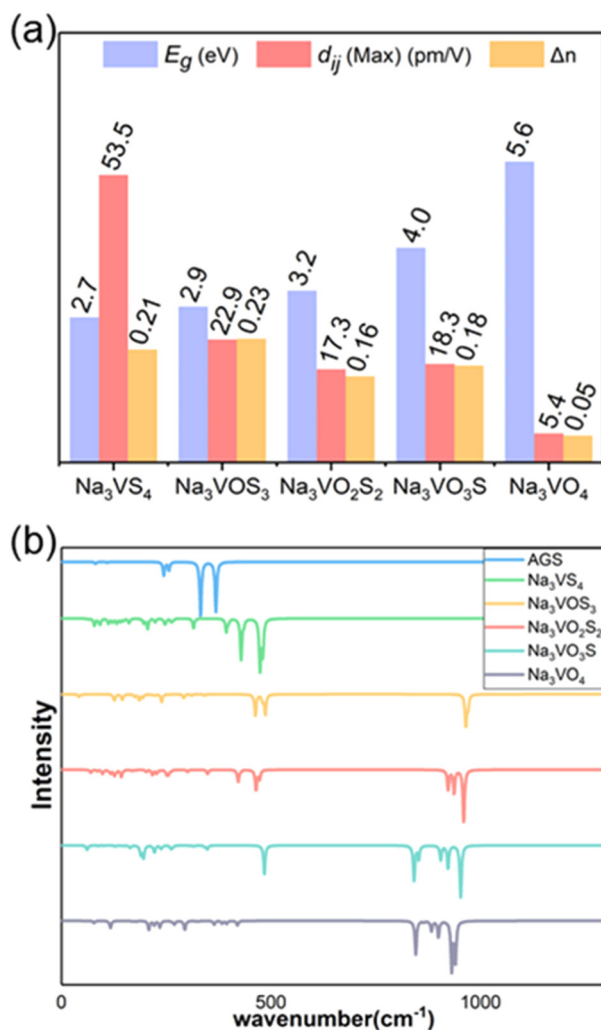 (a)
E_g (eV) d_ij (Max) (pm/V) Δn
2.7 53.5 0.21 2.9 22.9 0.23 3.2 17.3 0.16 4.0 18.3 0.18 5.6 5.4 0.05
Na₃VS₄ Na₃VOS₃ Na₃VO₂S₂ Na₃VO₃S Na₃VO₄
(b)
AGS
Na₃VS₄
Na₃VOS₃
Na₃VO₂S₂
Na₃VO₃S
Na₃VO₄
Intensity
0 500 1000
wavenumber(cm⁻¹)